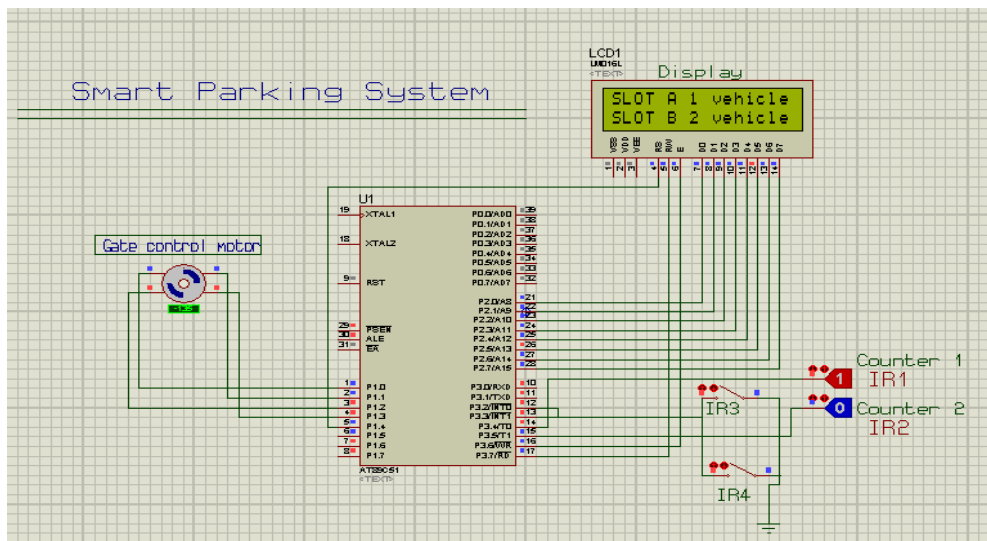 LCD1
LM016L
<TEXT>
Display
Smart Parking System
SLOT A 1 vehicle
SLOT B 2 vehicle
VSS VDD VEE RS RW E D0 D1 D2 D3 D4 D5 D6 D7
1 2 3 4 5 6 7 8 9 10 11 12 13 14
U1
19 XTAL1
18 XTAL2
9 RST
29 PSEN
30 ALE
31 EA
1 P1.0
2 P1.1
3 P1.2
4 P1.3
5 P1.4
6 P1.5
7 P1.6
8 P1.7
P0.0/AD0 39
P0.1/AD1 38
P0.2/AD2 37
P0.3/AD3 36
P0.4/AD4 35
P0.5/AD5 34
P0.6/AD6 33
P0.7/AD7 32
P2.0/A8 21
P2.1/A9 22
P2.2/A10 23
P2.3/A11 24
P2.4/A12 25
P2.5/A13 26
P2.6/A14 27
P2.7/A15 28
P3.0/RXD 10
P3.1/TXD 11
P3.2/INT0 12
P3.3/INT1 13
P3.4/T0 14
P3.5/T1 15
P3.6/WR 16
P3.7/RD 17
AT89C51
<TEXT>
Gate control motor
Counter 1
1
IR1
Counter 2
0
IR2
IR3
IR4